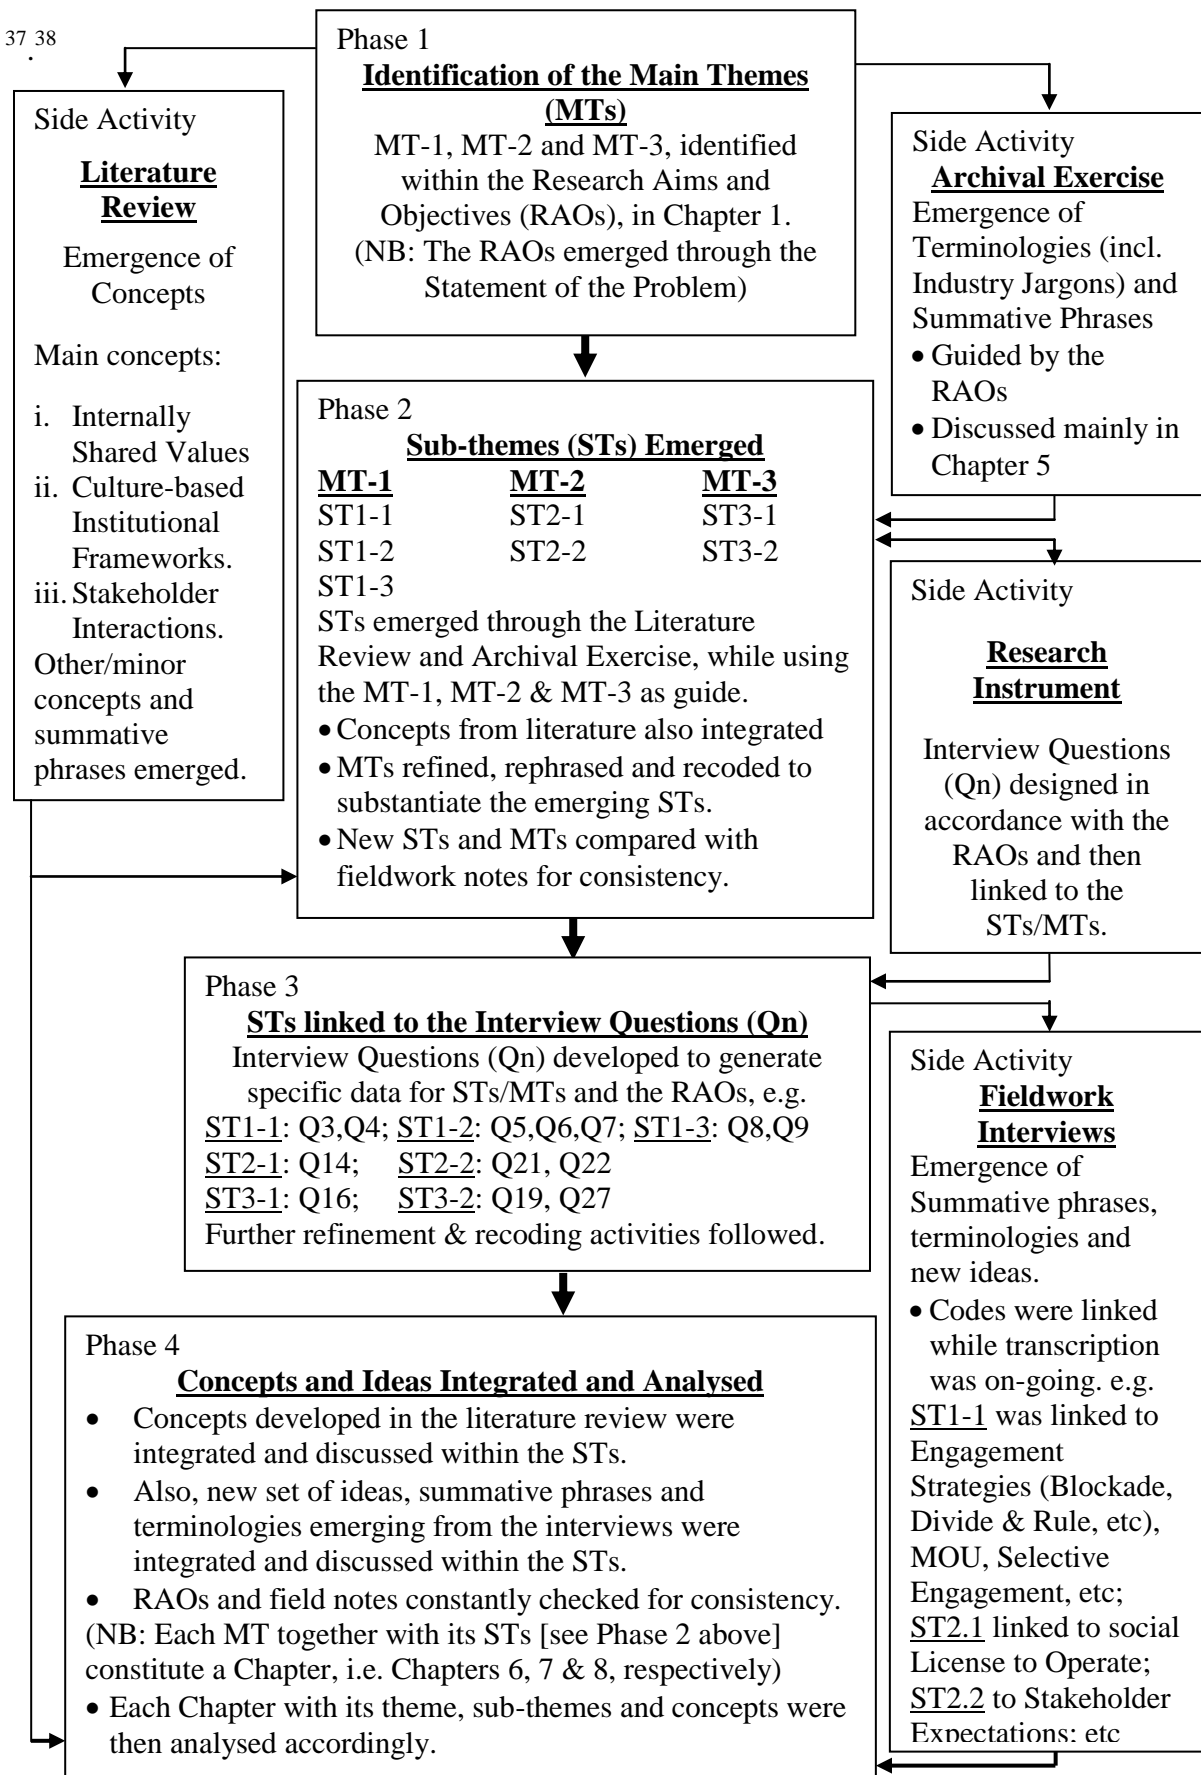 37 38
.
Phase 1
Identification of the Main Themes
(MTs)
MT-1, MT-2 and MT-3, identified
within the Research Aims and
Objectives (RAOs), in Chapter 1.
(NB: The RAOs emerged through the
Statement of the Problem)
Side Activity
Literature
Review
Emergence of
Concepts
Main concepts:
i. Internally
Shared Values
ii. Culture-based
Institutional
Frameworks.
iii. Stakeholder
Interactions.
Other/minor
concepts and
summative
phrases emerged.
Side Activity
Archival Exercise
Emergence of
Terminologies (incl.
Industry Jargons) and
Summative Phrases
• Guided by the
RAOs
• Discussed mainly in
Chapter 5
Phase 2
Sub-themes (STs) Emerged
MT-1 MT-2 MT-3
ST1-1 ST2-1 ST3-1
ST1-2 ST2-2 ST3-2
ST1-3
STs emerged through the Literature
Review and Archival Exercise, while using
the MT-1, MT-2 & MT-3 as guide.
• Concepts from literature also integrated
• MTs refined, rephrased and recoded to
substantiate the emerging STs.
• New STs and MTs compared with
fieldwork notes for consistency.
Side Activity
Research
Instrument
Interview Questions
(Qn) designed in
accordance with the
RAOs and then
linked to the
STs/MTs.
Phase 3
STs linked to the Interview Questions (Qn)
Interview Questions (Qn) developed to generate
specific data for STs/MTs and the RAOs, e.g.
ST1-1: Q3,Q4; ST1-2: Q5,Q6,Q7; ST1-3: Q8,Q9
ST2-1: Q14; ST2-2: Q21, Q22
ST3-1: Q16; ST3-2: Q19, Q27
Further refinement & recoding activities followed.
Side Activity
Fieldwork
Interviews
Emergence of
Summative phrases,
terminologies and
new ideas.
• Codes were linked
while transcription
was on-going. e.g.
ST1-1 was linked to
Engagement
Strategies (Blockade,
Divide & Rule, etc),
MOU, Selective
Engagement, etc;
ST2.1 linked to social
License to Operate;
ST2.2 to Stakeholder
Expectations; etc
Phase 4
Concepts and Ideas Integrated and Analysed
• Concepts developed in the literature review were
integrated and discussed within the STs.
• Also, new set of ideas, summative phrases and
terminologies emerging from the interviews were
integrated and discussed within the STs.
• RAOs and field notes constantly checked for consistency.
(NB: Each MT together with its STs [see Phase 2 above]
constitute a Chapter, i.e. Chapters 6, 7 & 8, respectively)
• Each Chapter with its theme, sub-themes and concepts were
then analysed accordingly.